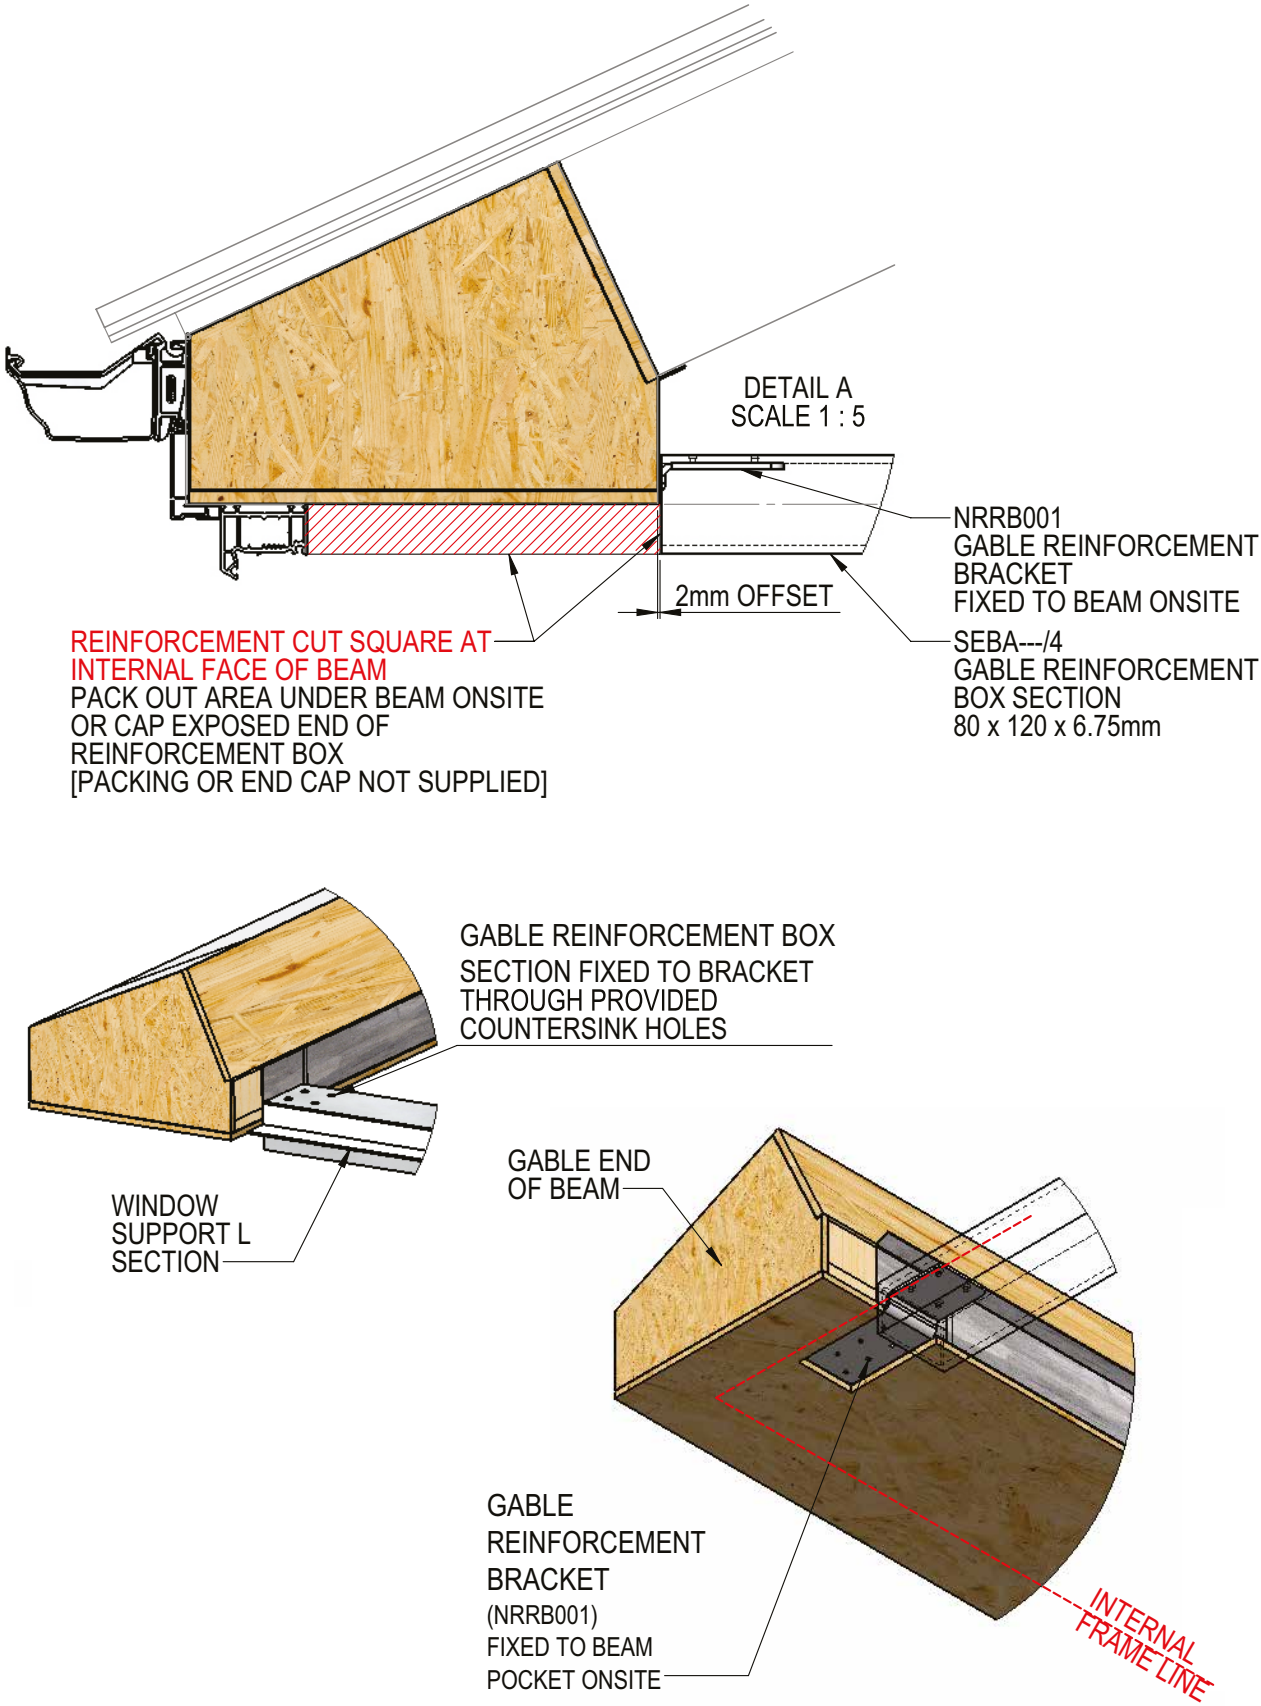 DETAIL A
SCALE 1 : 5
NRRB001
GABLE REINFORCEMENT
BRACKET
FIXED TO BEAM ONSITE
2mm OFFSET
SEBA---/4
GABLE REINFORCEMENT
BOX SECTION
80 x 120 x 6.75mm
REINFORCEMENT CUT SQUARE AT
INTERNAL FACE OF BEAM
PACK OUT AREA UNDER BEAM ONSITE
OR CAP EXPOSED END OF
REINFORCEMENT BOX
[PACKING OR END CAP NOT SUPPLIED]
GABLE REINFORCEMENT BOX
SECTION FIXED TO BRACKET
THROUGH PROVIDED
COUNTERSINK HOLES
WINDOW
SUPPORT L
SECTION
GABLE END
OF BEAM
GABLE
REINFORCEMENT
BRACKET
(NRRB001)
FIXED TO BEAM
POCKET ONSITE
INTERNAL
FRAME LINE